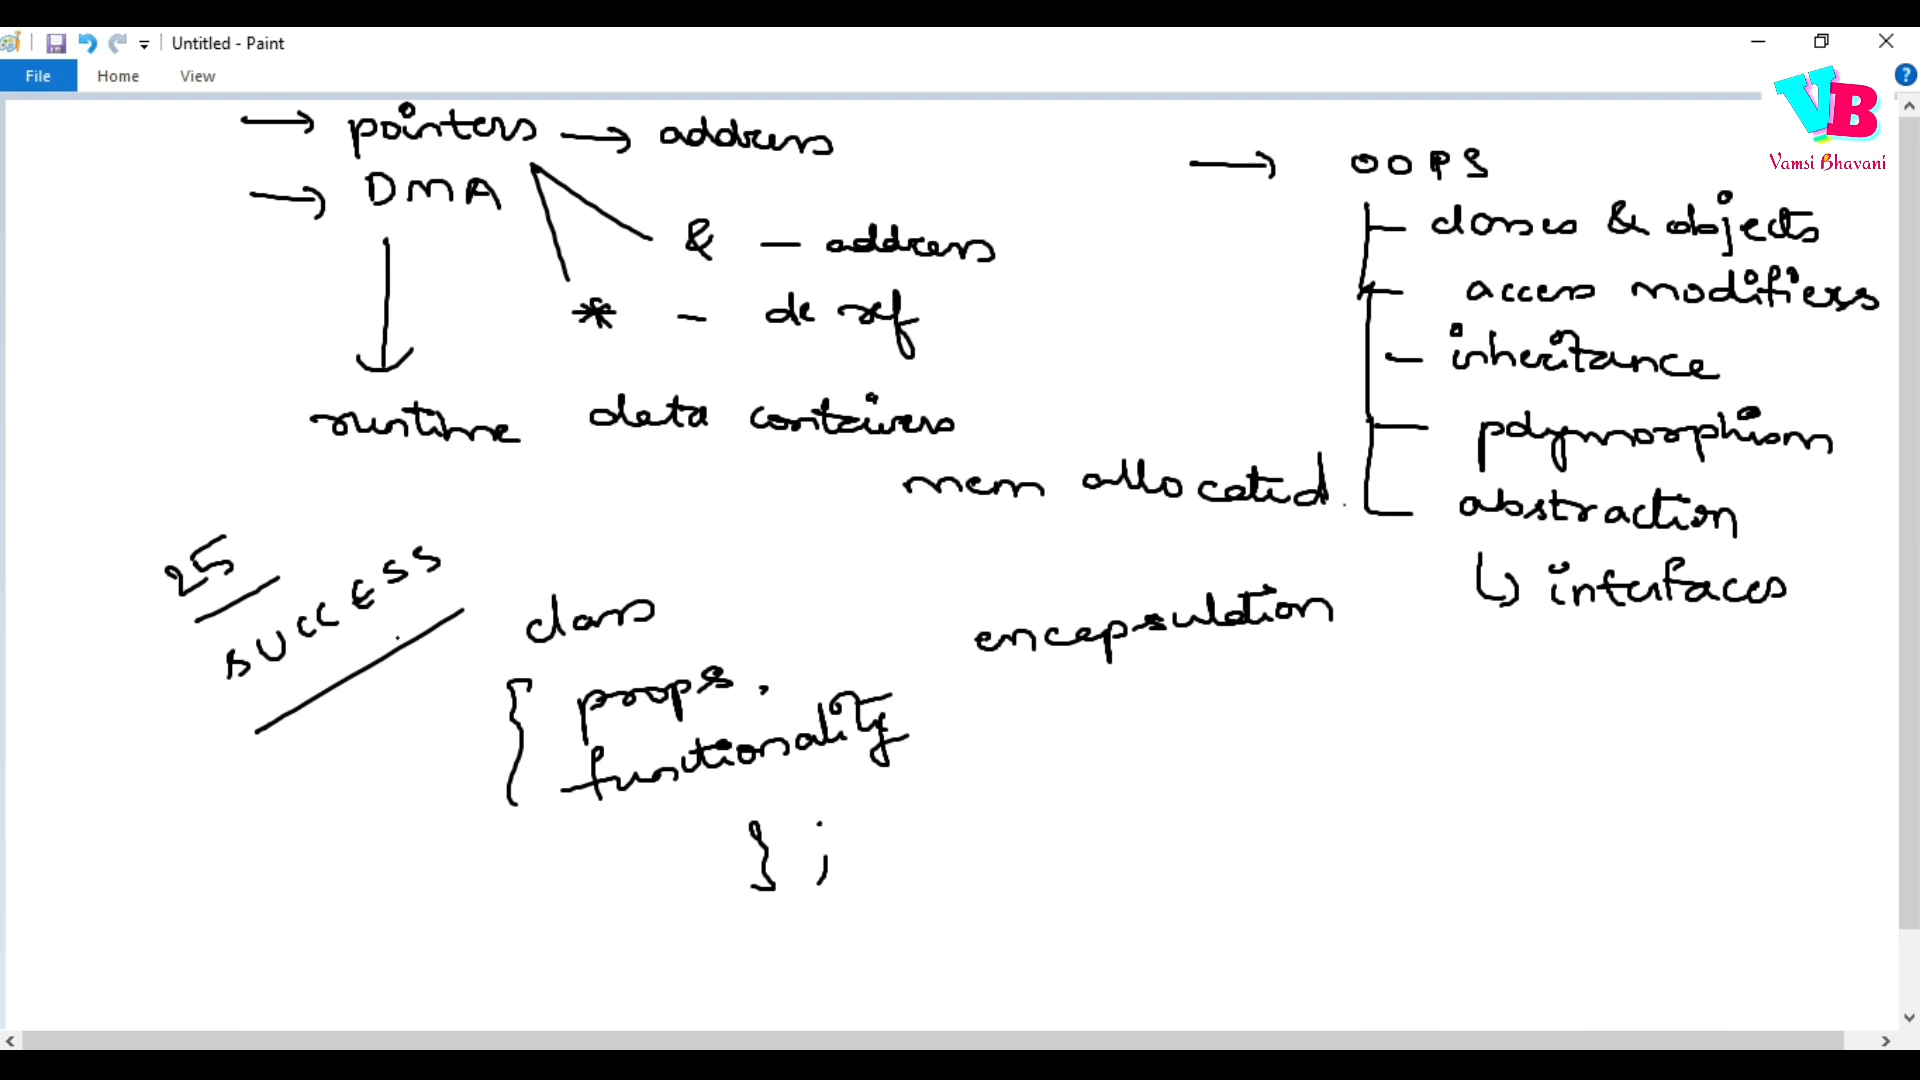 Untitled - Paint
File Home View
VB
Vamsi Bhavani
→ pointers → address
→ DMA
& - address
* - de ref
runtime data containers
mem allocated.
→ OOPS
classes & objects
access modifiers
inheritance
polymorphism
abstraction
↳ interfaces
25
SUCCESS
class
{ props,
functionality
} ;
encapsulation